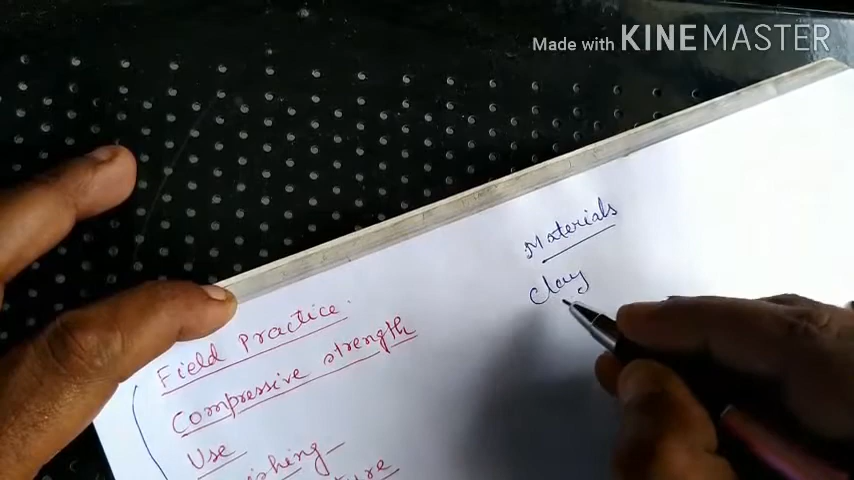 Made with KINEMASTER
Materials
Clay
Field Practice.
Compressive strength
Use